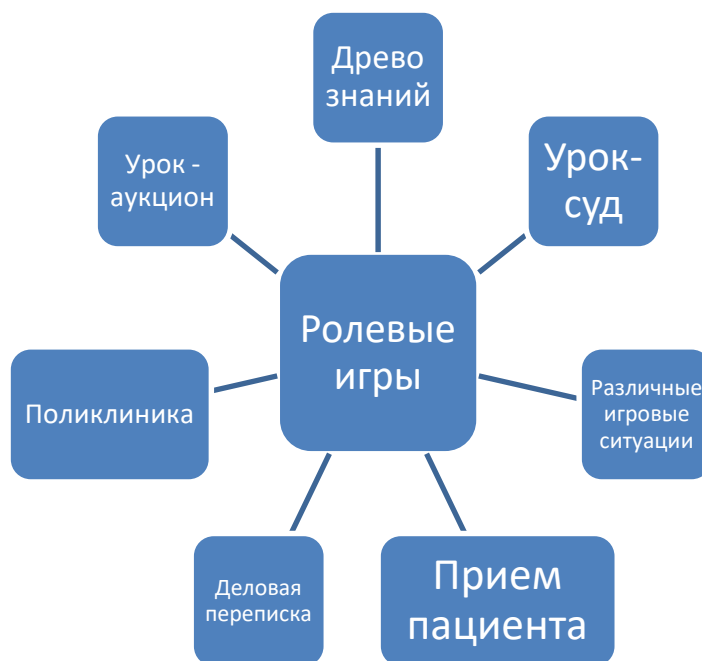 Древо
знаний
Урок -
аукцион
Урок-
суд
Ролевые
игры
Поликлиника
Различные
игровые
ситуации
Деловая
переписка
Прием
пациента